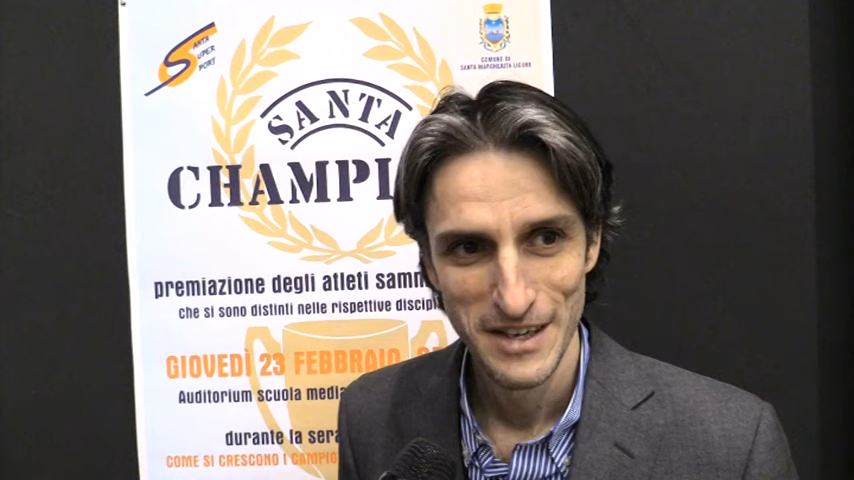 SANTA
SUPER
SPORT
COMUNE DI
SANTA MARGHERITA LIGURE
SANTA
CHAMPI
premiazione degli atleti samm
che si sono distinti nelle rispettive discipl
GIOVEDÌ 23 FEBBRAIO
Auditorium scuola media
durante la sera
COME SI CRESCONO I CAMPIO